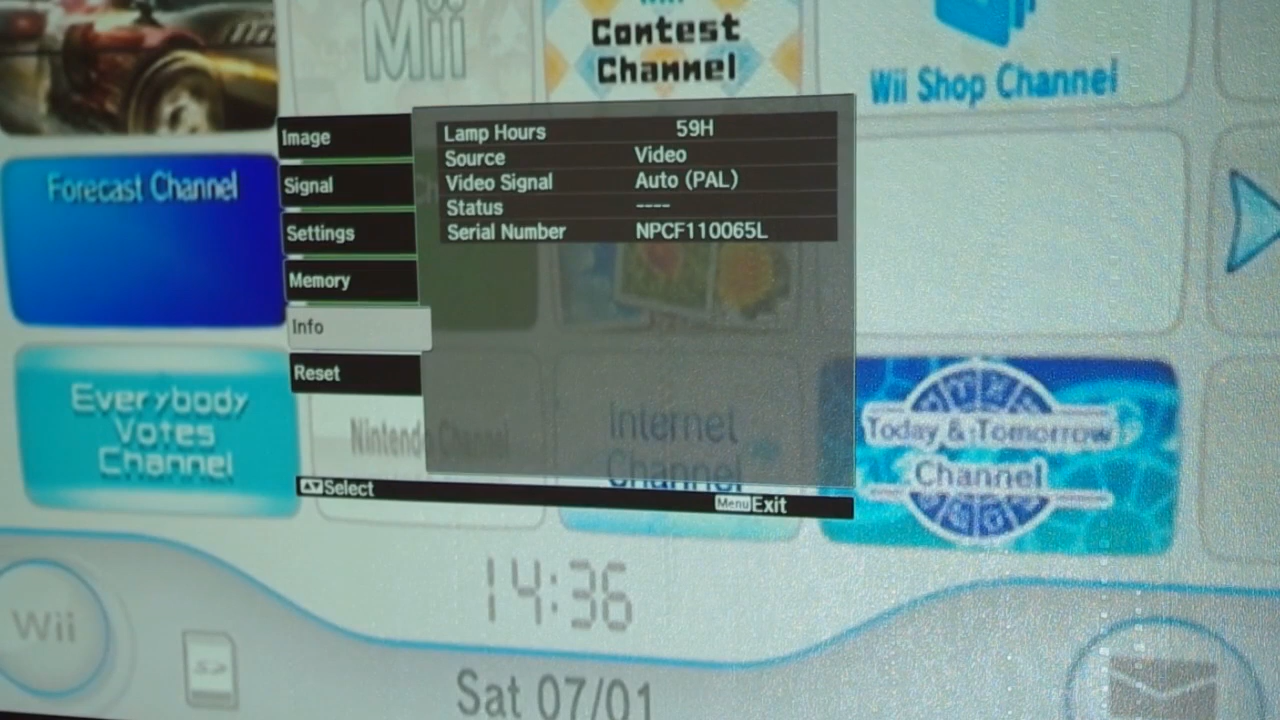 Mii
Contest
Channel
Wii Shop Channel
Forecast Channel
Image
Signal
Settings
Memory
Info
Reset
Lamp Hours 59H
Source Video
Video Signal Auto (PAL)
Status ----
Serial Number NPCF110065L
Everybody
Votes
Channel
Nintendo Channel
Internet
Channel
Today & Tomorrow
Channel
Select
Menu Exit
14:36
Wii
Sat 07/01